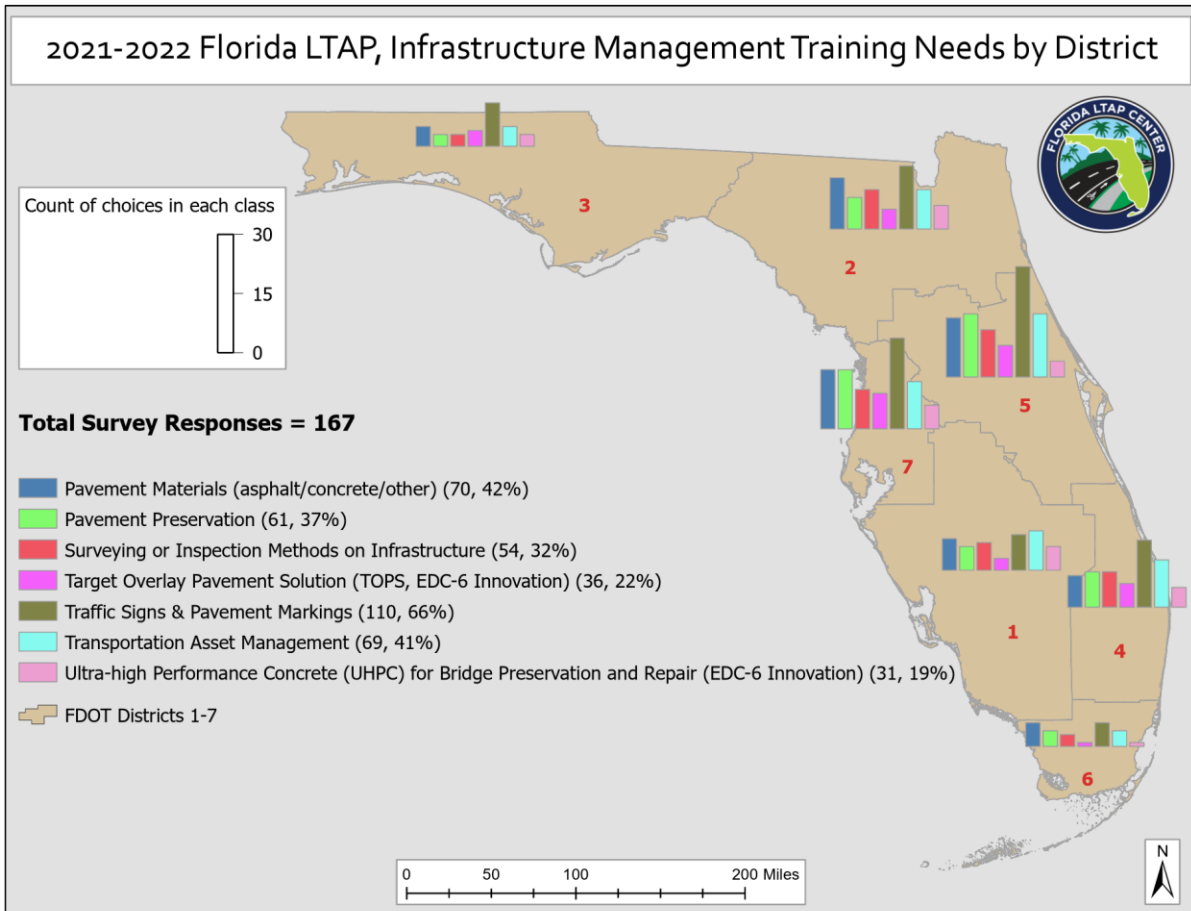 2021-2022 Florida LTAP, Infrastructure Management Training Needs by District
FLORIDA LTAP CENTER
3
2
Count of choices in each class
30
15
0
5
7
Total Survey Responses = 167
Pavement Materials (asphalt/concrete/other) (70, 42%)
Pavement Preservation (61, 37%)
Surveying or Inspection Methods on Infrastructure (54, 32%)
Target Overlay Pavement Solution (TOPS, EDC-6 Innovation) (36, 22%)
Traffic Signs & Pavement Markings (110, 66%)
Transportation Asset Management (69, 41%)
Ultra-high Performance Concrete (UHPC) for Bridge Preservation and Repair (EDC-6 Innovation) (31, 19%)
FDOT Districts 1-7
1
4
6
0 50 100 200 Miles
N